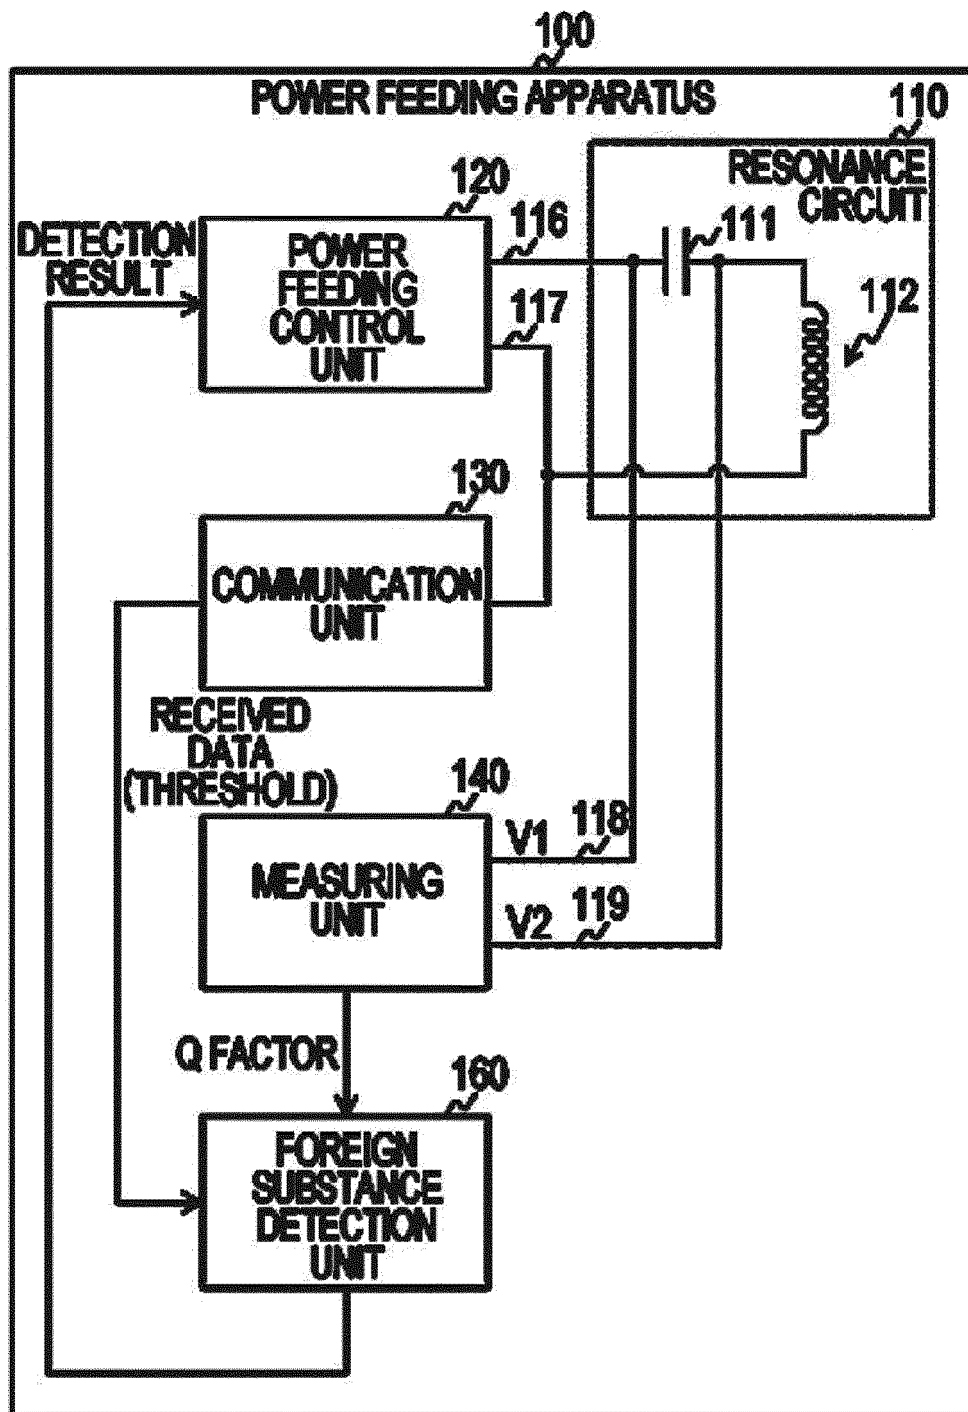 100
POWER FEEDING APPARATUS
110
RESONANCE
CIRCUIT
120
116
111
DETECTION
RESULT
POWER
FEEDING
CONTROL
UNIT
117
112
130
COMMUNICATION
UNIT
RECEIVED
DATA
(THRESHOLD)
140
V1
118
MEASURING
UNIT
V2
119
Q FACTOR
160
FOREIGN
SUBSTANCE
DETECTION
UNIT